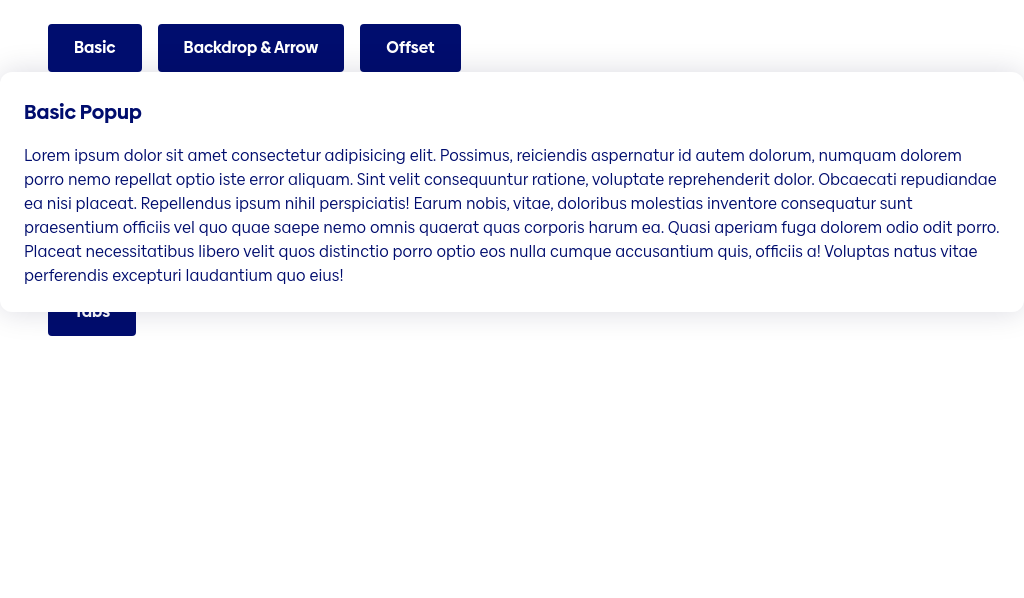 Basic
Backdrop & Arrow
Offset
Basic Popup
Lorem ipsum dolor sit amet consectetur adipisicing elit. Possimus, reiciendis aspernatur id autem dolorum, numquam dolorem
porro nemo repellat optio iste error aliquam. Sint velit consequuntur ratione, voluptate reprehenderit dolor. Obcaecati repudiandae
ea nisi placeat. Repellendus ipsum nihil perspiciatis! Earum nobis, vitae, doloribus molestias inventore consequatur sunt
praesentium officiis vel quo quae saepe nemo omnis quaerat quas corporis harum ea. Quasi aperiam fuga dolorem odio odit porro.
Placeat necessitatibus libero velit quos distinctio porro optio eos nulla cumque accusantium quis, officiis a! Voluptas natus vitae
perferendis excepturi laudantium quo eius!
Tabs